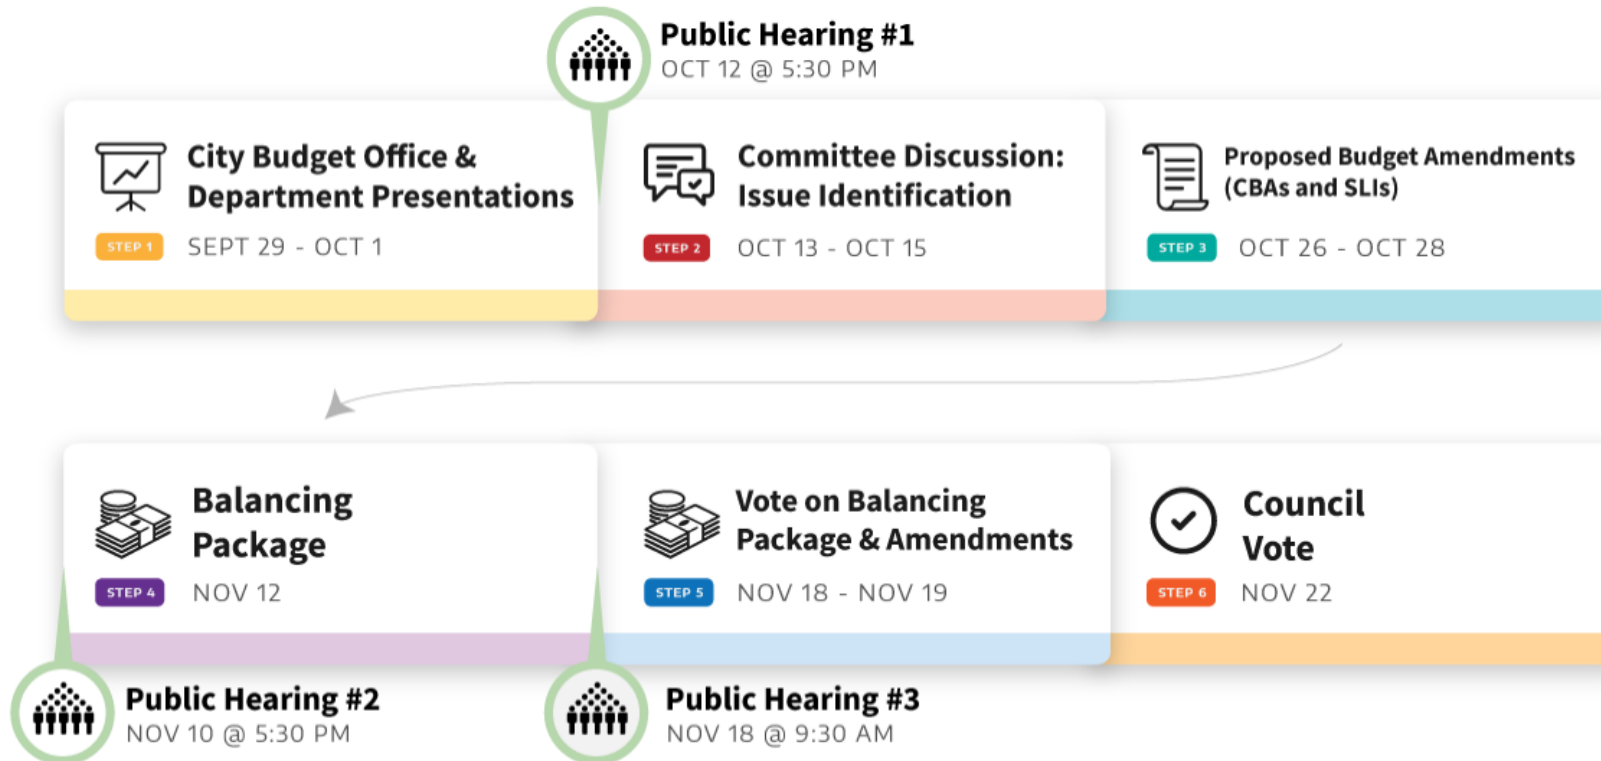 Public Hearing #1
OCT 12 @ 5:30 PM
City Budget Office &
Department Presentations
STEP 1
SEPT 29 - OCT 1
Committee Discussion:
Issue Identification
STEP 2
OCT 13 - OCT 15
Proposed Budget Amendments
(CBAs and SLIs)
STEP 3
OCT 26 - OCT 28
Balancing
Package
STEP 4
NOV 12
Vote on Balancing
Package & Amendments
STEP 5
NOV 18 - NOV 19
Council
Vote
STEP 6
NOV 22
Public Hearing #2
NOV 10 @ 5:30 PM
Public Hearing #3
NOV 18 @ 9:30 AM